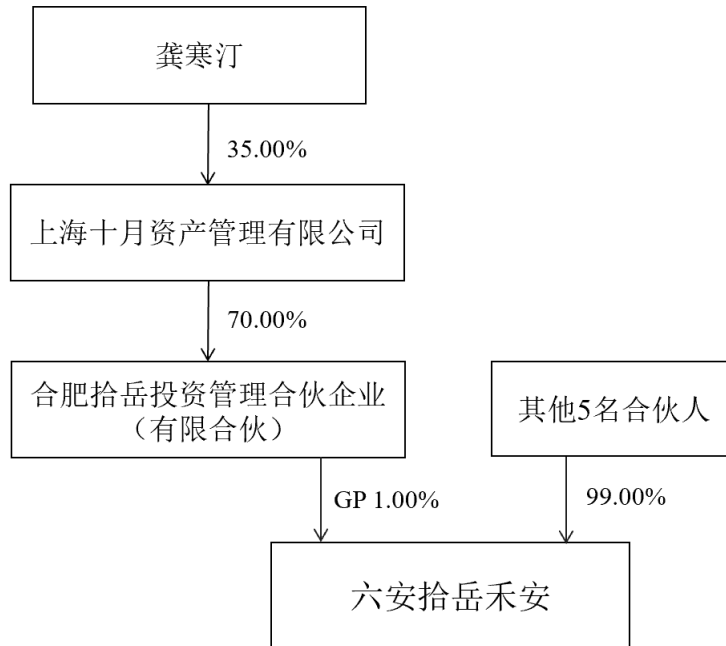 龚寒汀
35.00%
上海十月资产管理有限公司
70.00%
合肥拾岳投资管理合伙企业
（有限合伙）
其他5名合伙人
GP 1.00%
99.00%
六安拾岳禾安